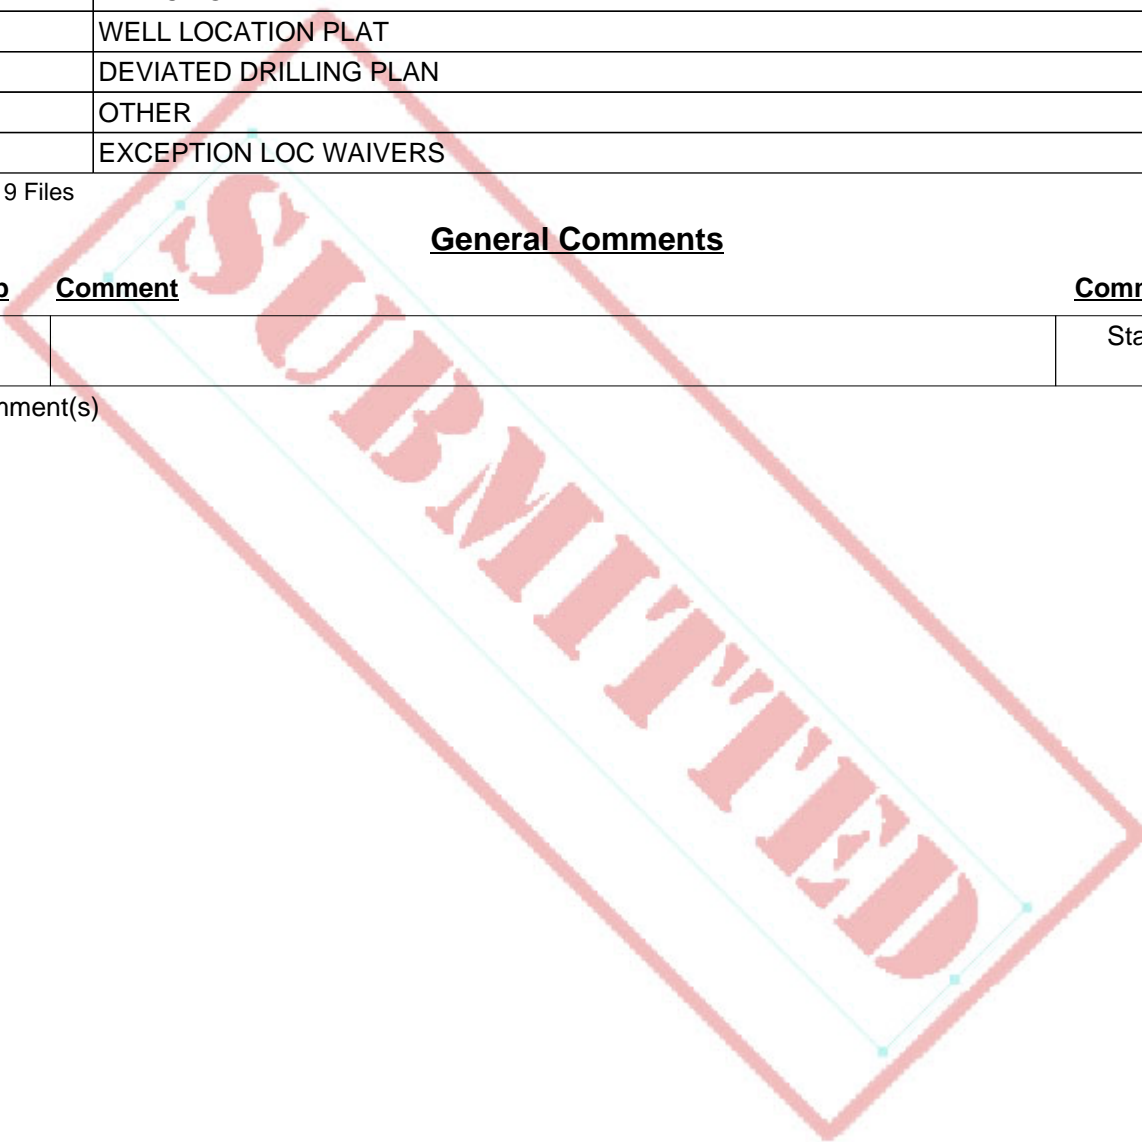 WELL LOCATION PLAT
DEVIATED DRILLING PLAN
OTHER
EXCEPTION LOC WAIVERS
9 Files
General Comments
Comment
SUBMITTED